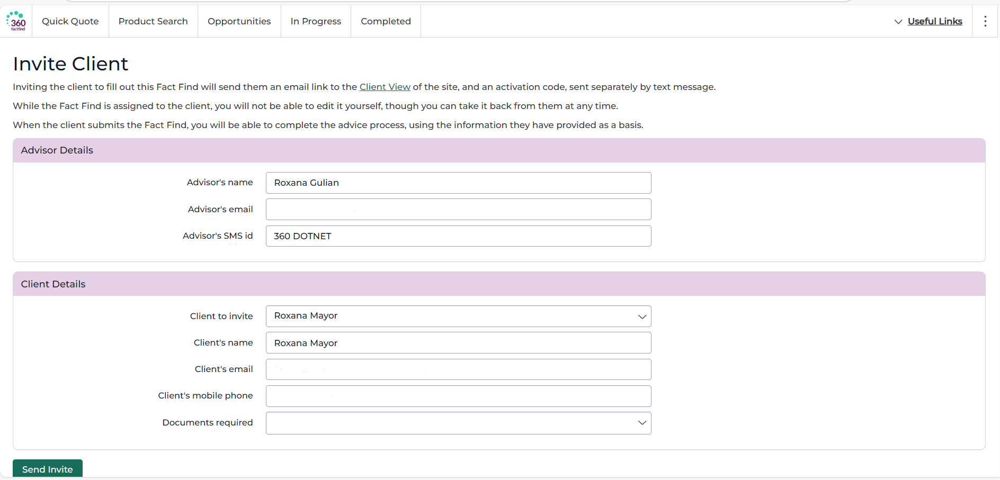 360
factfind
Quick Quote
Product Search
Opportunities
In Progress
Completed
Useful Links
Invite Client
Inviting the client to fill out this Fact Find will send them an email link to the Client View of the site, and an activation code, sent separately by text message.
While the Fact Find is assigned to the client, you will not be able to edit it yourself, though you can take it back from them at any time.
When the client submits the Fact Find, you will be able to complete the advice process, using the information they have provided as a basis.
Advisor Details
Advisor's name
Roxana Gulian
Advisor's email
Advisor's SMS id
360 DOTNET
Client Details
Client to invite
Roxana Mayor
Client's name
Roxana Mayor
Client's email
Client's mobile phone
Documents required
Send Invite